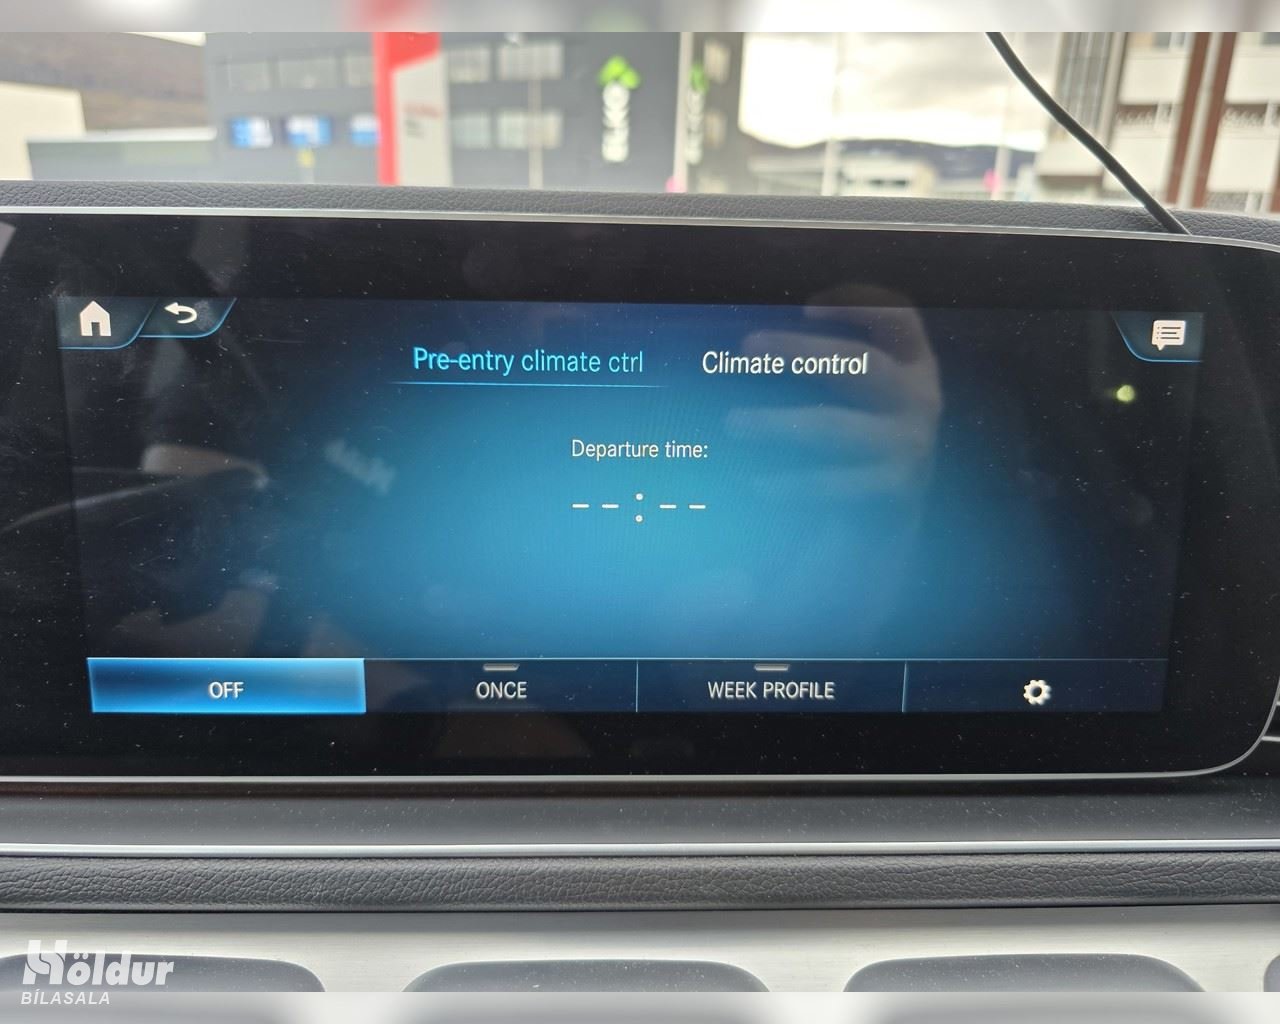 Pre-entry climate ctrl
Climate control
Departure time:
--:--
OFF
ONCE
WEEK PROFILE
Höldur
BÍLASALA